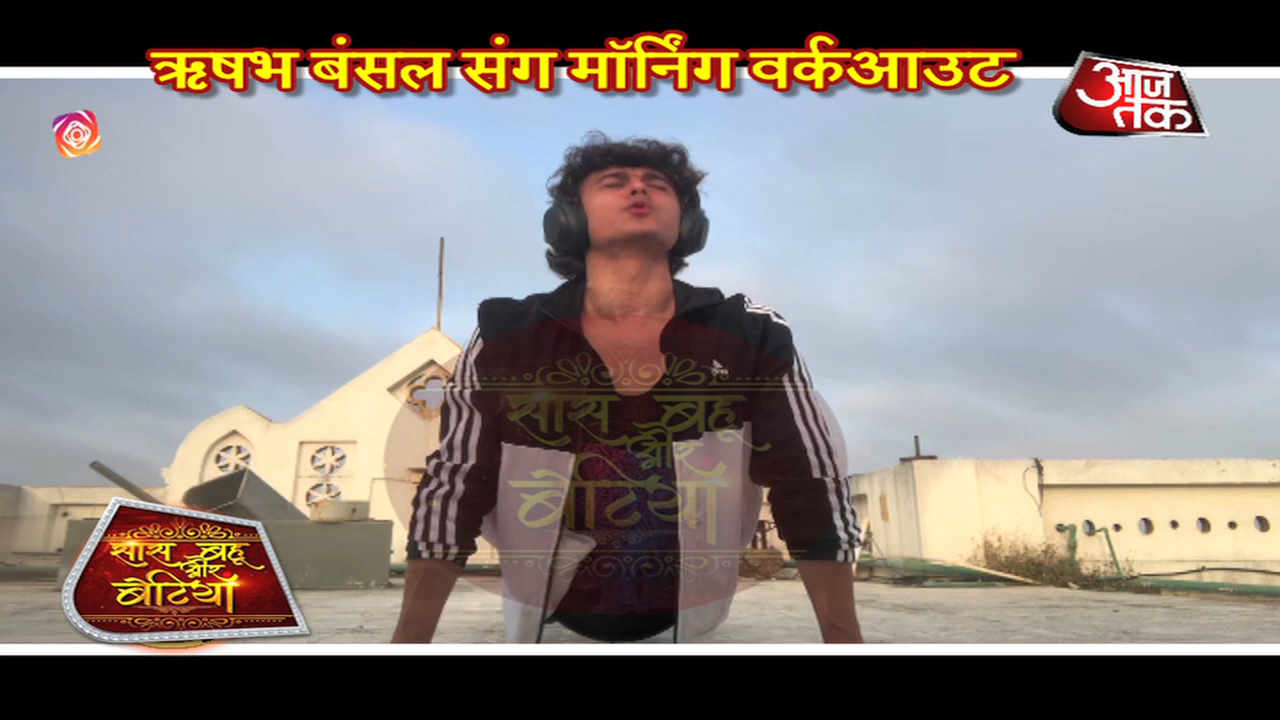 ऋषभ बंसल संग मॉर्निंग वर्कआउट
आज
तक
सास बहू
और
बेटियाँ
सास बहू
और
बेटियाँ